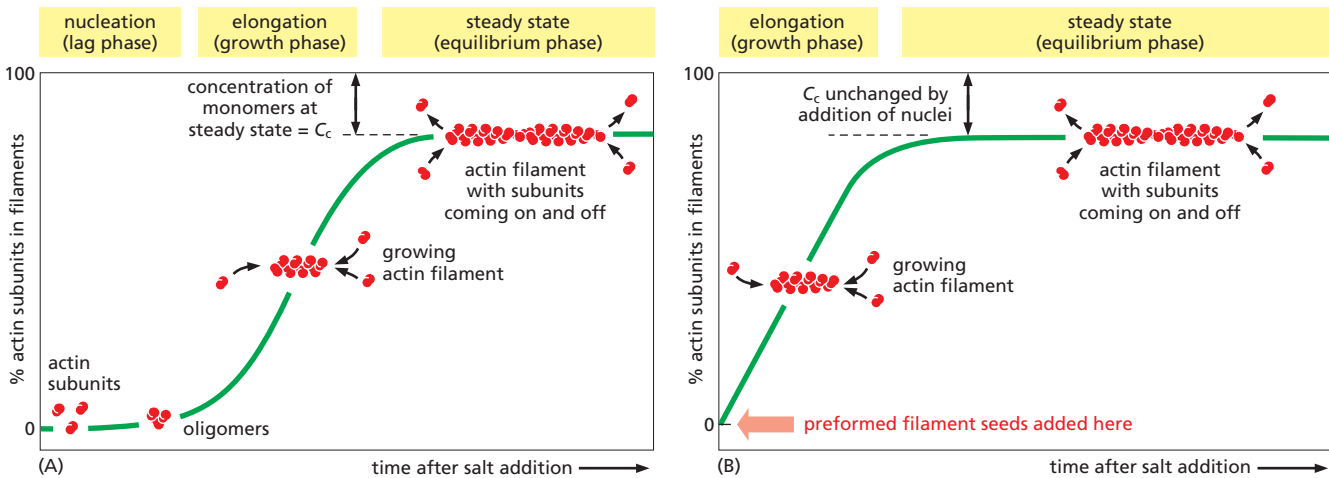 nucleation
(lag phase)
elongation
(growth phase)
steady state
(equilibrium phase)
100
concentration of
monomers at
steady state = Cc
actin filament
with subunits
coming on and off
growing
actin filament
actin
subunits
oligomers
0
% actin subunits in filaments
(A)
time after salt addition
elongation
(growth phase)
steady state
(equilibrium phase)
100
Cc unchanged by
addition of nuclei
actin filament
with subunits
coming on and off
growing
actin filament
preformed filament seeds added here
0
% actin subunits in filaments
(B)
time after salt addition